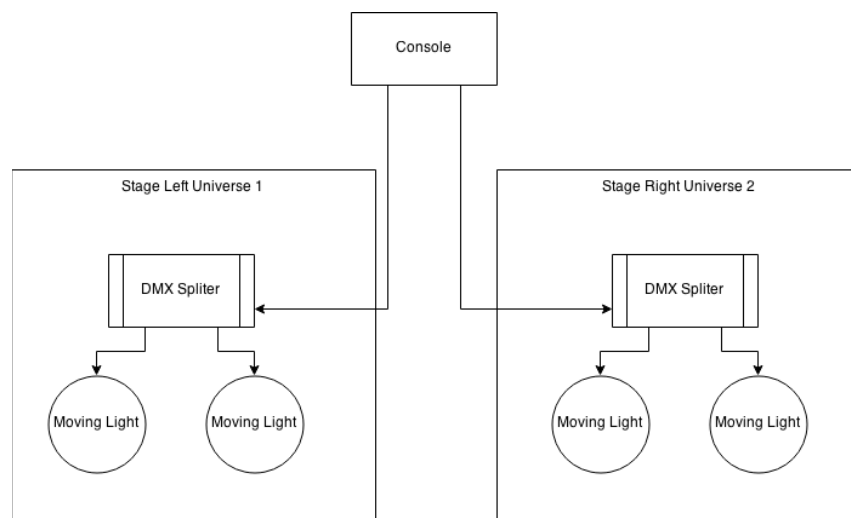 Console
Stage Left Universe 1
Stage Right Universe 2
DMX Spliter
DMX Spliter
Moving Light
Moving Light
Moving Light
Moving Light